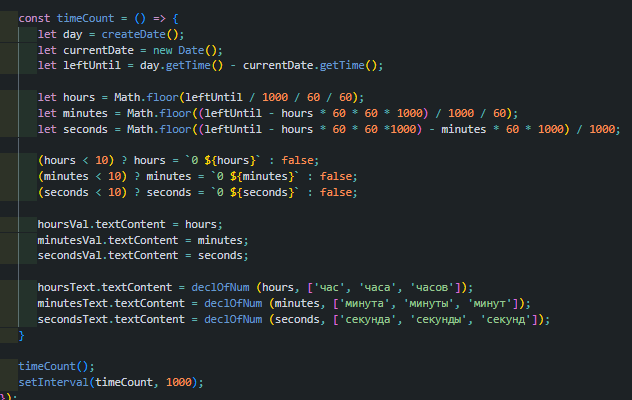 const timeCount = () => {
let day = createDate();
let currentDate = new Date();
let leftUntil = day.getTime() - currentDate.getTime();
let hours = Math.floor(leftUntil / 1000 / 60 / 60);
let minutes = Math.floor((leftUntil - hours * 60 * 60 * 1000) / 1000 / 60);
let seconds = Math.floor((leftUntil - hours * 60 * 60 *1000) - minutes * 60 * 1000) / 1000;
(hours < 10) ? hours = `0 ${hours}` : false;
(minutes < 10) ? minutes = `0 ${minutes}` : false;
(seconds < 10) ? seconds = `0 ${seconds}` : false;
hoursVal.textContent = hours;
minutesVal.textContent = minutes;
secondsVal.textContent = seconds;
hoursText.textContent = declOfNum (hours, ['час', 'часа', 'часов']);
minutesText.textContent = declOfNum (minutes, ['минута', 'минуты', 'минут']);
secondsText.textContent = declOfNum (seconds, ['секунда', 'секунды', 'секунд']);
}
timeCount();
setInterval(timeCount, 1000);
});